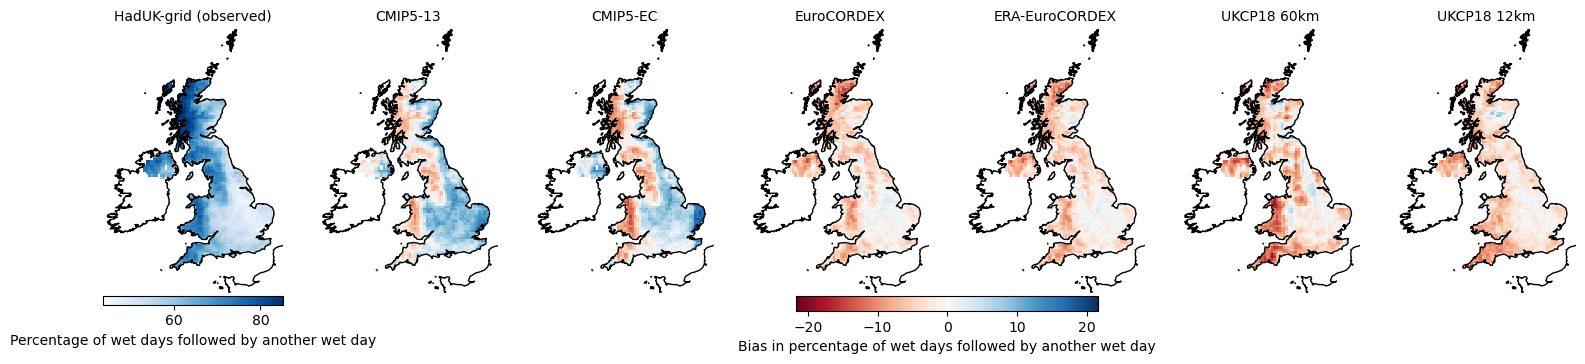 HadUK-grid (observed)
CMIP5-13
CMIP5-EC
EuroCORDEX
ERA-EuroCORDEX
UKCP18 60km
UKCP18 12km
60 80
Percentage of wet days followed by another wet day
−20 −10 0 10 20
Bias in percentage of wet days followed by another wet day